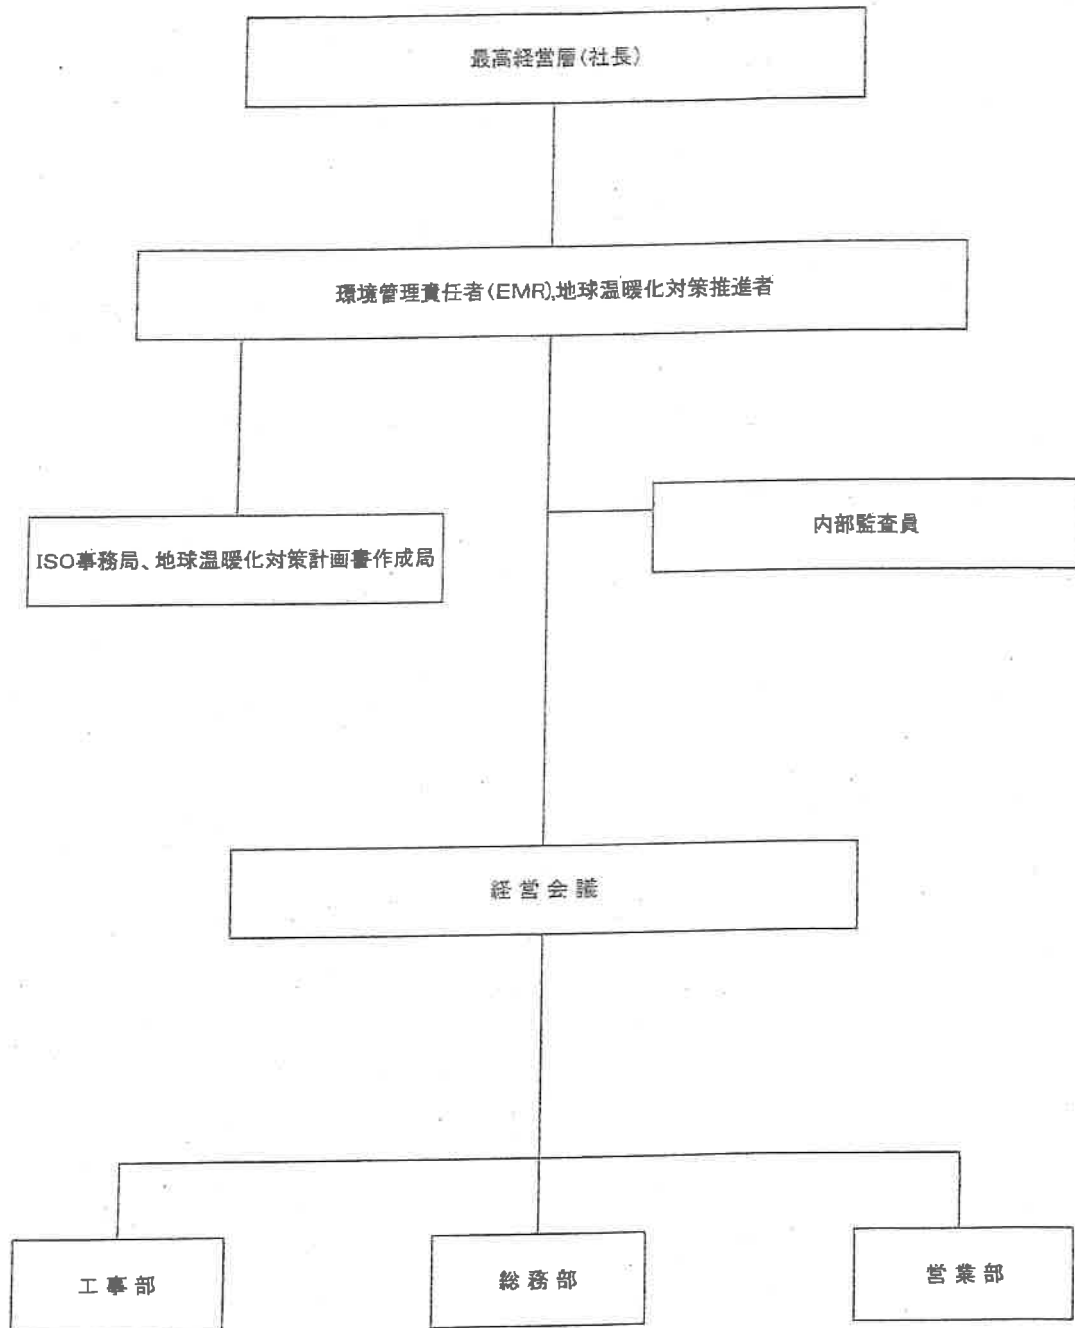 最高経営層(社長)
環境管理責任者(EMR),地球温暖化対策推進者
内部監査員
ISO事務局、地球温暖化対策計画書作成局
経営会議
工事部
総務部
営業部